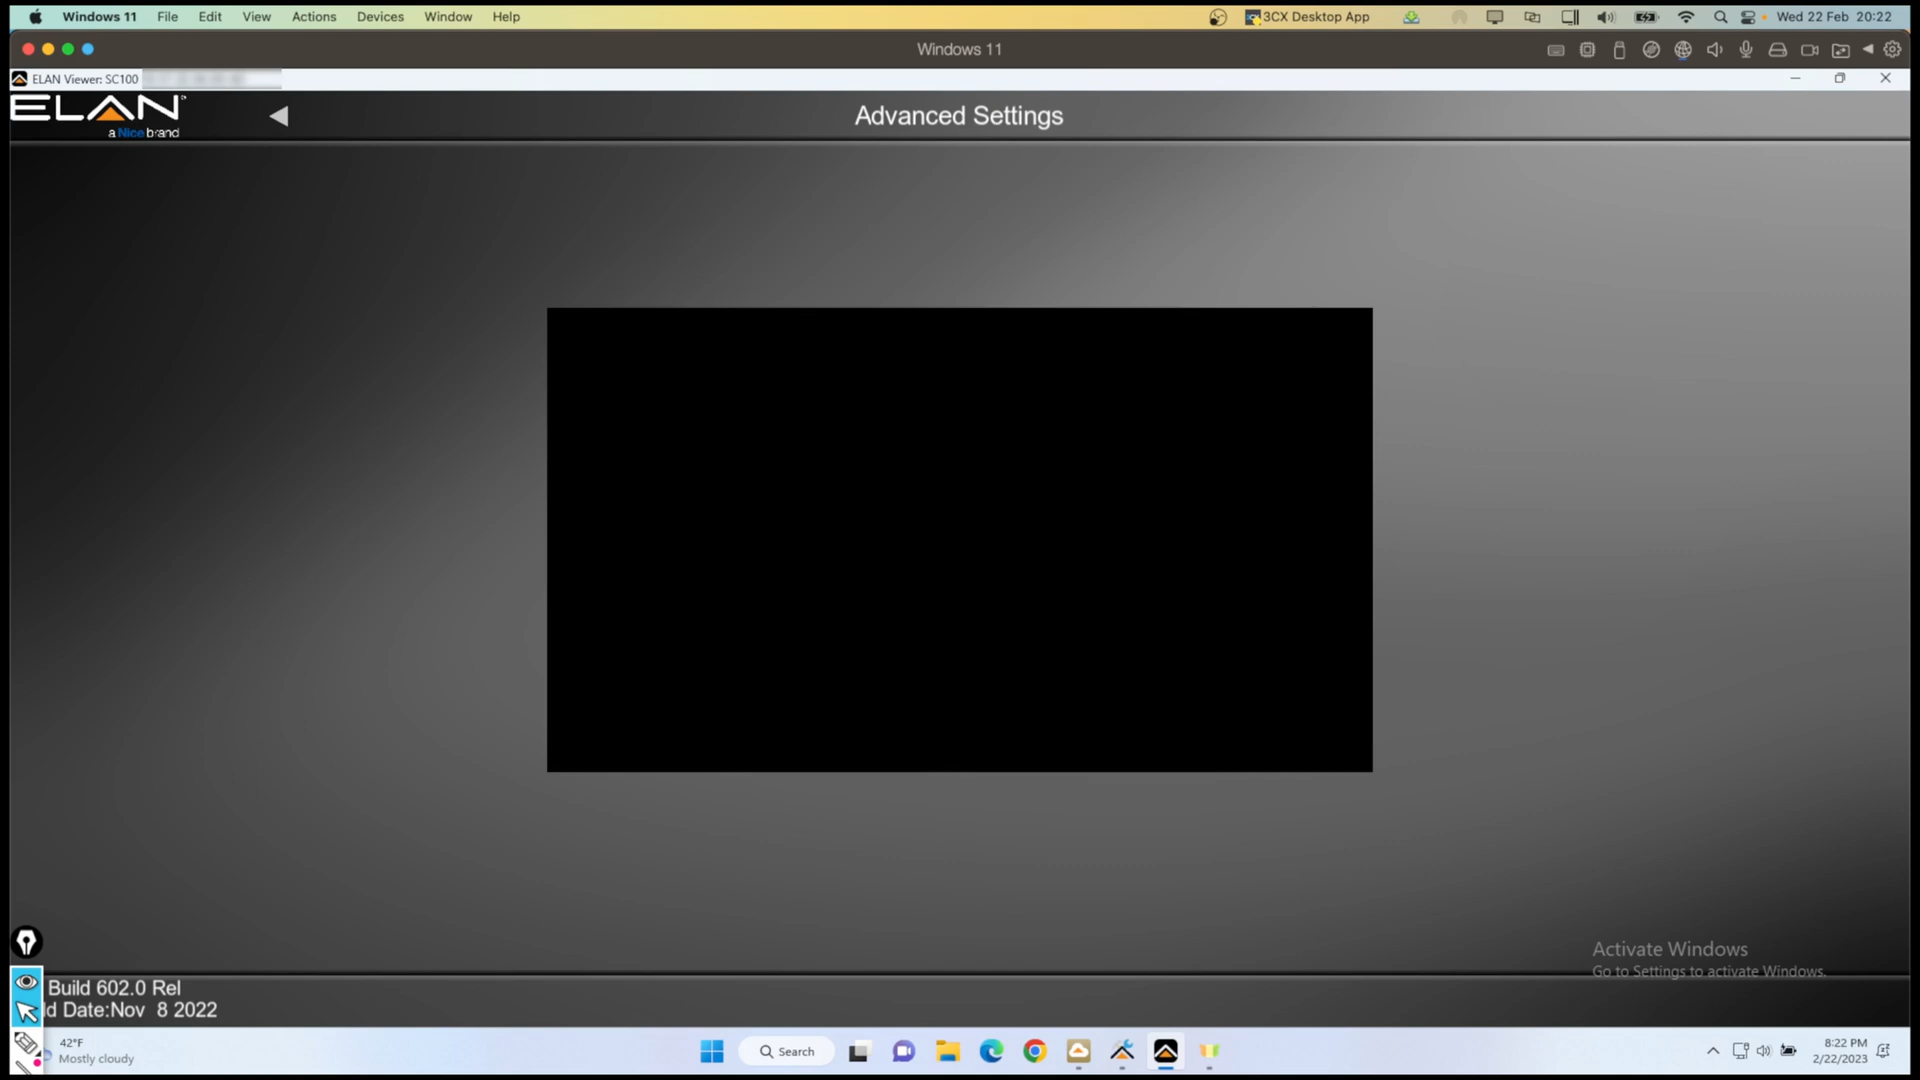 Windows 11 File Edit View Actions Devices Window Help 3CX Desktop App Wed 22 Feb 20:22
Windows 11
ELAN Viewer: SC100
ELAN
a Nice brand
Advanced Settings
Activate Windows
Go to Settings to activate Windows.
Build 602.0 Rel
ld Date:Nov 8 2022
42°F
Mostly cloudy
Search
8:22 PM
2/22/2023